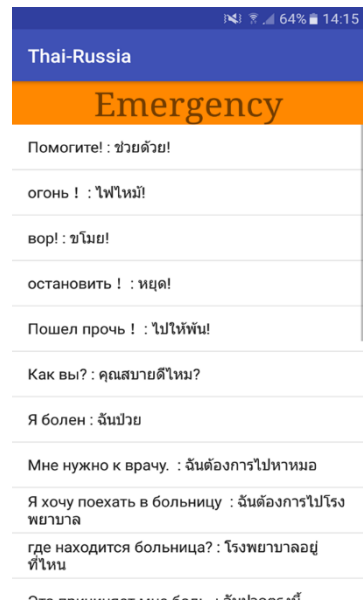 64% 14:15
Thai-Russia
Emergency
Помогите! : ช่วยด้วย!
огонь！ : ไฟไหม้!
вор! : ขโมย!
остановить！ : หยุด!
Пошел прочь！ : ไปให้พ้น!
Как вы? : คุณสบายดีไหม?
Я болен : ฉันป่วย
Мне нужно к врачу. : ฉันต้องการไปหาหมอ
Я хочу поехать в больницу : ฉันต้องการไปโรง
พยาบาล
где находится больница? : โรงพยาบาลอยู่
ที่ไหน